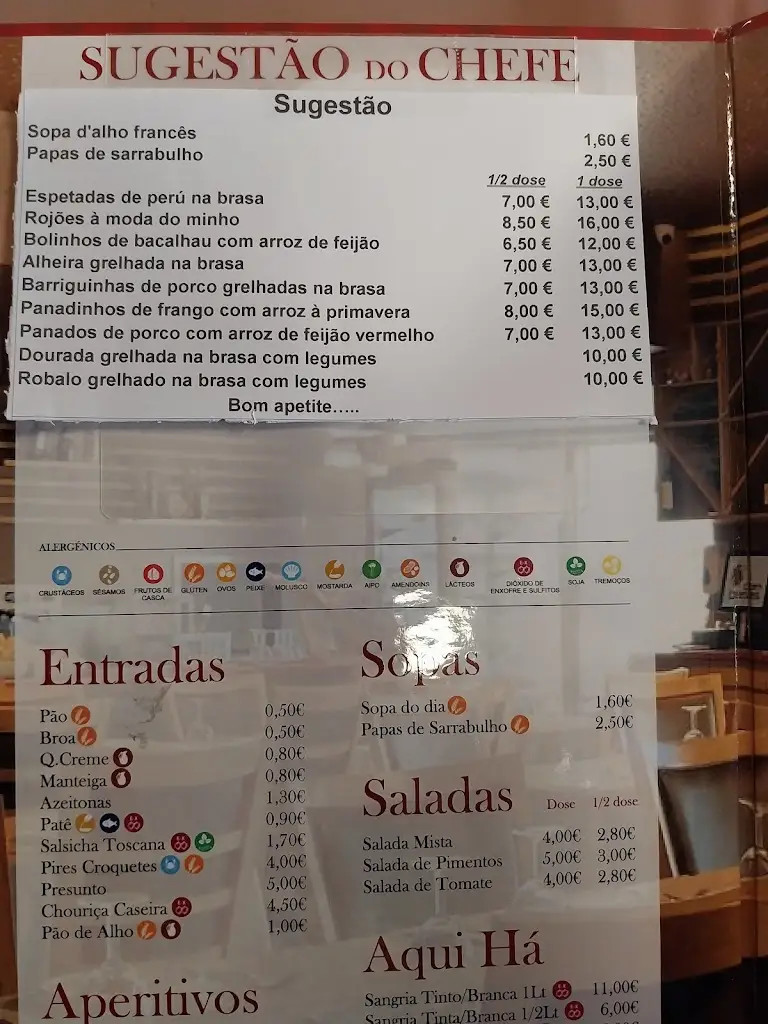 SUGESTÃO DO CHEFE
Sugestão
Sopa d'alho francês 1,60 €
Papas de sarrabulho 2,50 €
1/2 dose 1 dose
Espetadas de perú na brasa 7,00 € 13,00 €
Rojões à moda do minho 8,50 € 16,00 €
Bolinhos de bacalhau com arroz de feijão 6,50 € 12,00 €
Alheira grelhada na brasa 7,00 € 13,00 €
Barriguinhas de porco grelhadas na brasa 7,00 € 13,00 €
Panadinhos de frango com arroz à primavera 8,00 € 15,00 €
Panados de porco com arroz de feijão vermelho 7,00 € 13,00 €
Dourada grelhada na brasa com legumes 10,00 €
Robalo grelhado na brasa com legumes 10,00 €
Bom apetite.....
ALERGÉNICOS
CRUSTÁCEOS SÉSAMOS FRUTOS DE CASCA GLÚTEN OVOS PEIXE MOLUSCO MOSTARDA AIPO AMENDOINS LÁCTEOS DIÓXIDO DE ENXOFRE E SULFITOS SOJA TREMOÇOS
Entradas
Pão 0,50€
Broa 0,50€
Q.Creme 0,80€
Manteiga 0,80€
Azeitonas 1,30€
Patê 0,90€
Salsicha Toscana 1,70€
Pires Croquetes 4,00€
Presunto 5,00€
Chouriça Caseira 4,50€
Pão de Alho 1,00€
Aperitivos
Sopas
Sopa do dia 1,60€
Papas de Sarrabulho 2,50€
Saladas Dose 1/2 dose
Salada Mista 4,00€ 2,80€
Salada de Pimentos 5,00€ 3,00€
Salada de Tomate 4,00€ 2,80€
Aqui Há
Sangria Tinto/Branca 1Lt 11,00€
Sangria Tinta/Branca 1/2Lt 6,00€